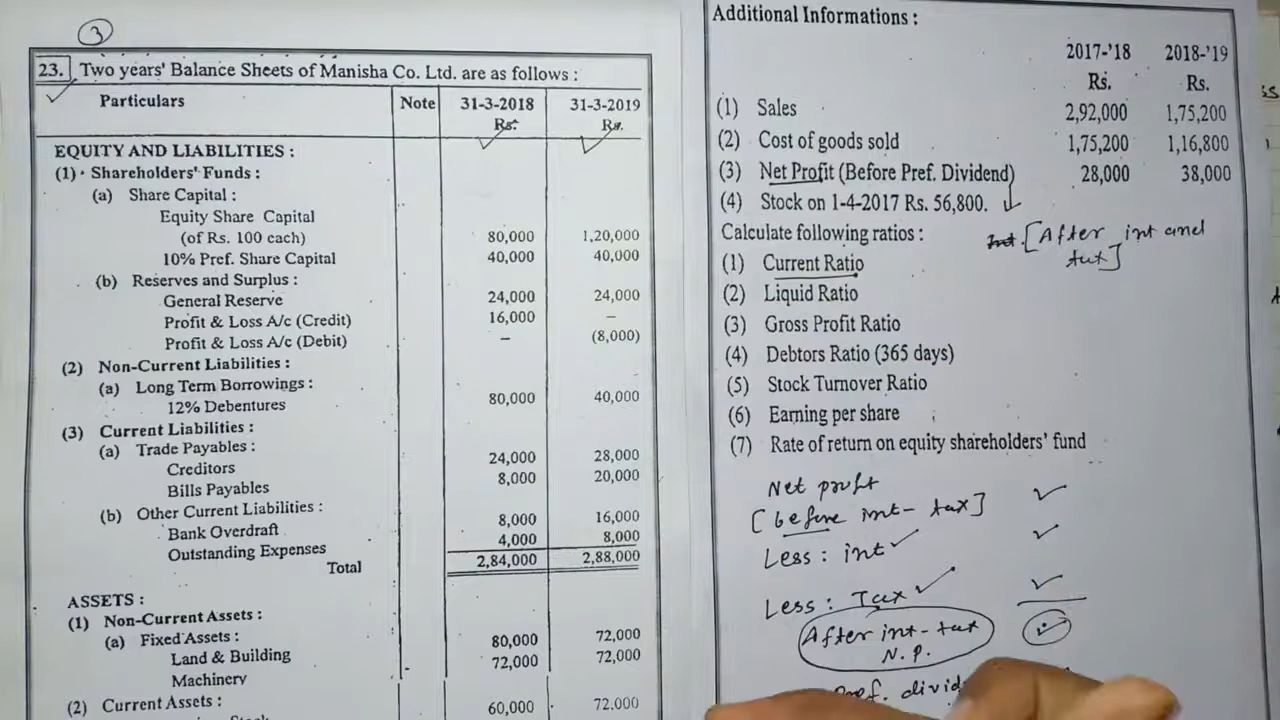 3
23. Two years' Balance Sheets of Manisha Co. Ltd. are as follows :
Particulars Note 31-3-2018 31-3-2019
Rs. Rs.
EQUITY AND LIABILITIES :
(1) Shareholders' Funds :
(a) Share Capital :
Equity Share Capital
(of Rs. 100 each) 80,000 1,20,000
10% Pref. Share Capital 40,000 40,000
(b) Reserves and Surplus :
General Reserve 24,000 24,000
Profit & Loss A/c (Credit) 16,000 –
Profit & Loss A/c (Debit) – (8,000)
(2) Non-Current Liabilities :
(a) Long Term Borrowings :
12% Debentures 80,000 40,000
(3) Current Liabilities :
(a) Trade Payables :
Creditors 24,000 28,000
Bills Payables 8,000 20,000
(b) Other Current Liabilities :
Bank Overdraft 8,000 16,000
Outstanding Expenses 4,000 8,000
Total 2,84,000 2,88,000
ASSETS :
(1) Non-Current Assets :
(a) Fixed Assets :
Land & Building 80,000 72,000
Machinery 72,000 72,000
(2) Current Assets :
Stock 60,000 72.000
Additional Informations :
2017-'18 2018-'19
Rs. Rs.
(1) Sales 2,92,000 1,75,200
(2) Cost of goods sold 1,75,200 1,16,800
(3) Net Profit (Before Pref. Dividend) 28,000 38,000
(4) Stock on 1-4-2017 Rs. 56,800.
Calculate following ratios : Int. [After int and
tax]
(1) Current Ratio
(2) Liquid Ratio
(3) Gross Profit Ratio
(4) Debtors Ratio (365 days)
(5) Stock Turnover Ratio
(6) Earning per share
(7) Rate of return on equity shareholders' fund
Net profit
[before int - tax]
Less : int
Less : Tax
After int - tax
N.P.
Pref.